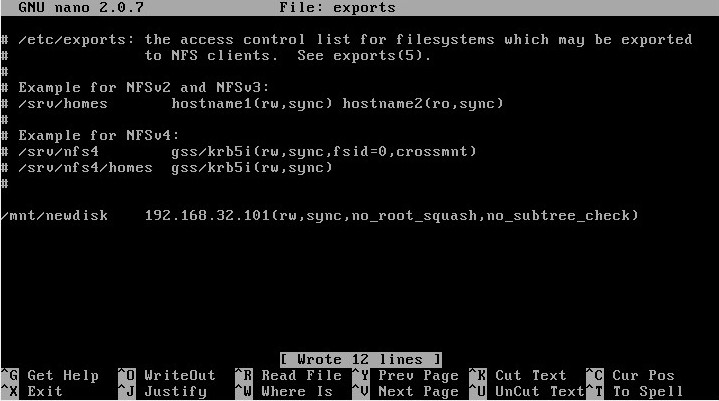 GNU nano 2.0.7 File: exports
# /etc/exports: the access control list for filesystems which may be exported
# to NFS clients. See exports(5).
#
# Example for NFSv2 and NFSv3:
# /srv/homes hostname1(rw,sync) hostname2(ro,sync)
#
# Example for NFSv4:
# /srv/nfs4 gss/krb5i(rw,sync,fsid=0,crossmnt)
# /srv/nfs4/homes gss/krb5i(rw,sync)
#
/mnt/newdisk 192.168.32.101(rw,sync,no_root_squash,no_subtree_check)
[ Wrote 12 lines ]
^G Get Help ^O WriteOut ^R Read File ^Y Prev Page ^K Cut Text ^C Cur Pos
^X Exit ^J Justify ^W Where Is ^V Next Page ^U UnCut Text ^T To Spell